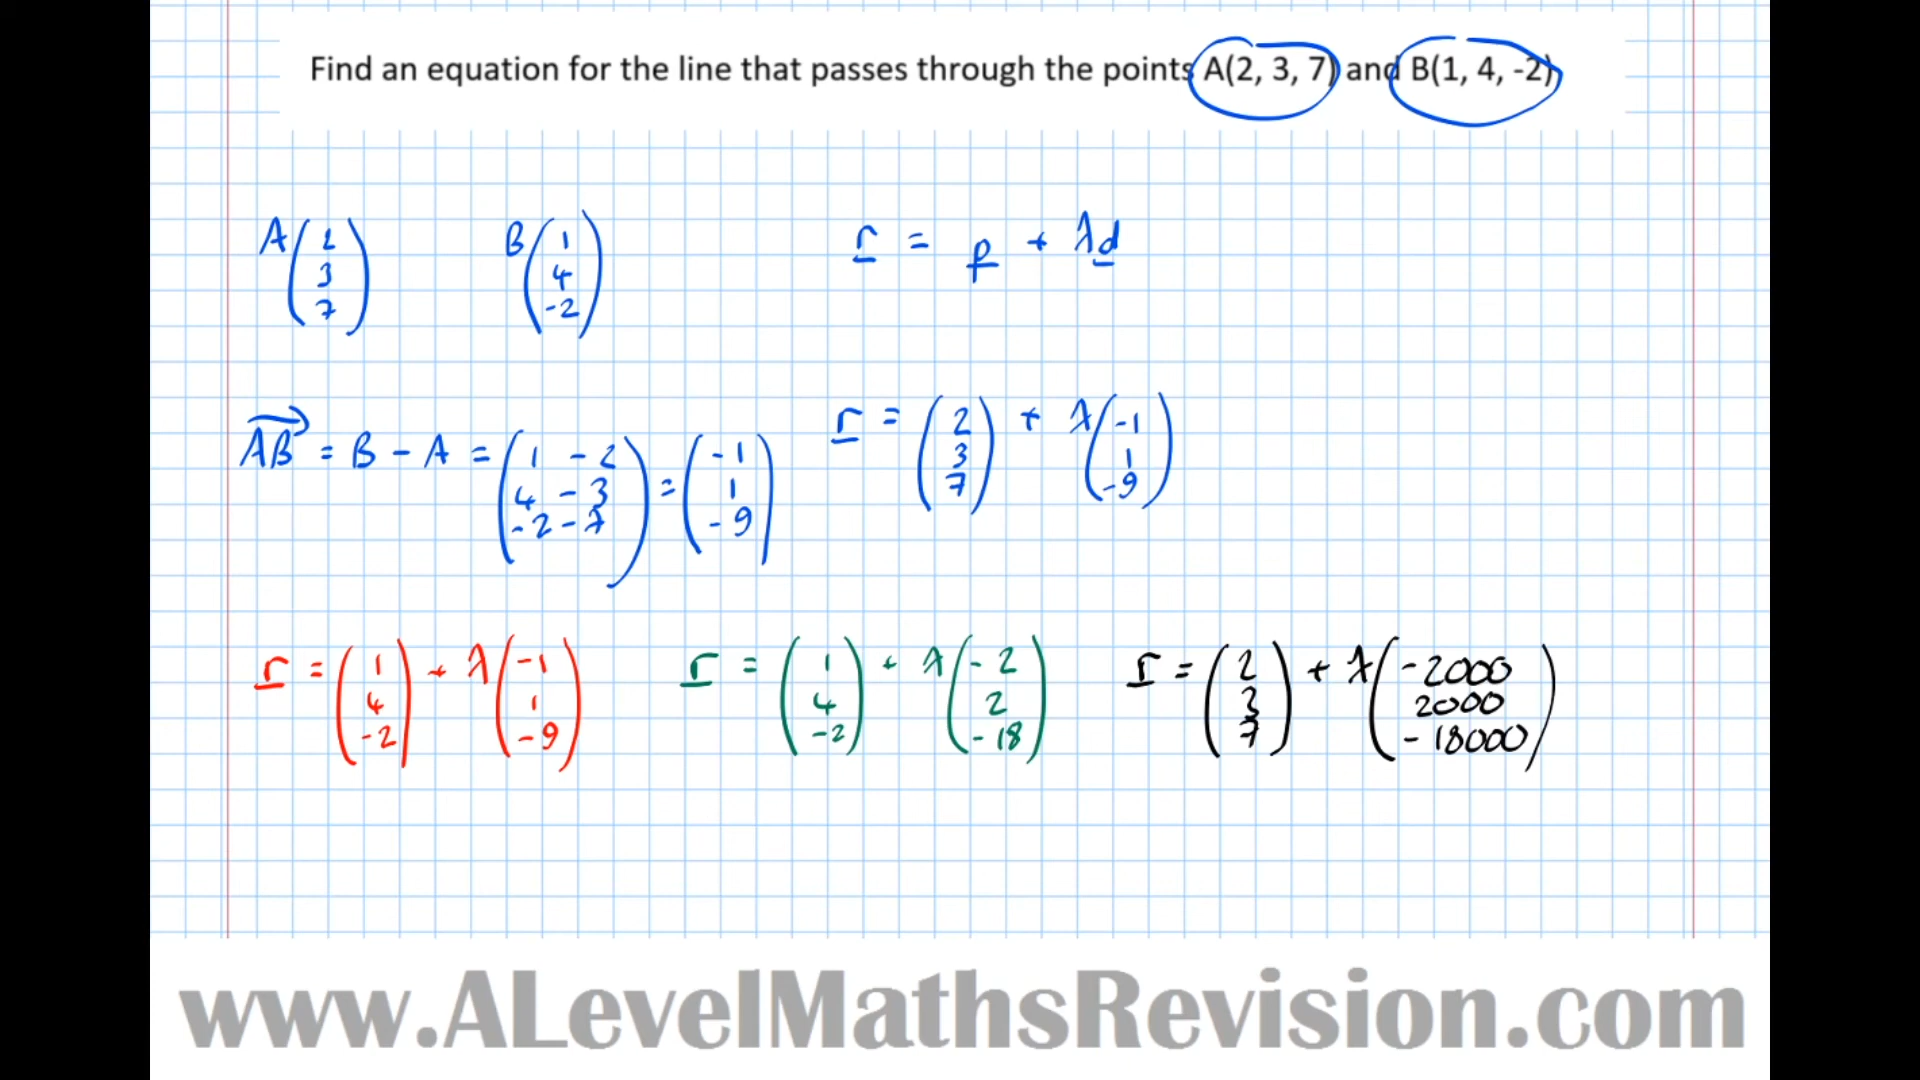 Find an equation for the line that passes through the points A(2, 3, 7) and B(1, 4, -2)
A (2 3 7) B (1 4 -2) r = p + λd
AB = B - A = (1 - 2 4 - 3 -2 - 7) = (-1 1 -9) r = (2 3 7) + λ(-1 1 -9)
r = (1 4 -2) + λ(-1 1 -9) r = (1 4 -2) + λ(-2 2 -18) r = (2 3 7) + λ(-2000 2000 -18000)
www.ALevelMathsRevision.com